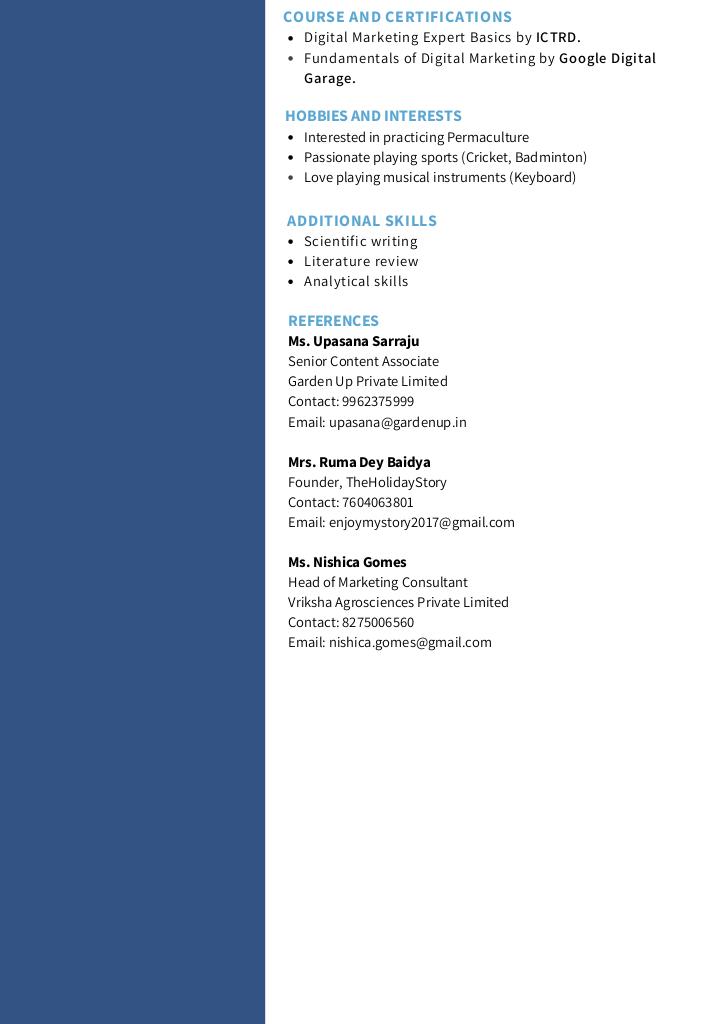 COURSE AND CERTIFICATIONS
• Digital Marketing Expert Basics by ICTRD.
• Fundamentals of Digital Marketing by Google Digital
Garage.
HOBBIES AND INTERESTS
• Interested in practicing Permaculture
• Passionate playing sports (Cricket, Badminton)
• Love playing musical instruments (Keyboard)
ADDITIONAL SKILLS
• Scientific writing
• Literature review
• Analytical skills
REFERENCES
Ms. Upasana Sarraju
Senior Content Associate
Garden Up Private Limited
Contact: 9962375999
Email: upasana@gardenup.in
Mrs. Ruma Dey Baidya
Founder, TheHolidayStory
Contact: 7604063801
Email: enjoymystory2017@gmail.com
Ms. Nishica Gomes
Head of Marketing Consultant
Vriksha Agrosciences Private Limited
Contact: 8275006560
Email: nishica.gomes@gmail.com